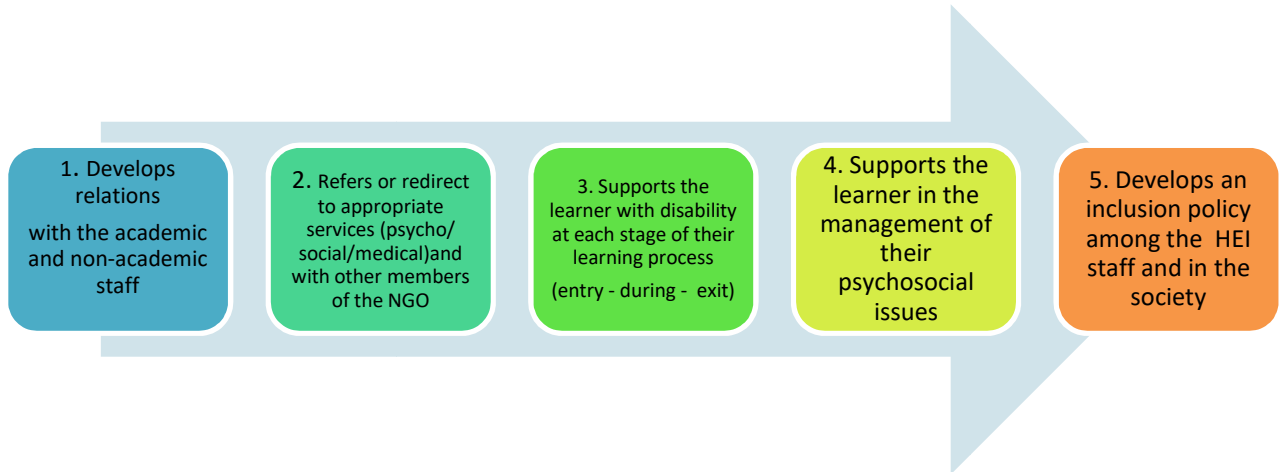 1. Develops
relations
with the academic
and non-academic
staff
2. Refers or redirect
to appropriate
services (psycho/
social/medical)and
with other members
of the NGO
3. Supports the
learner with disability
at each stage of their
learning process
(entry - during - exit)
4. Supports the
learner in the
management of
their
psychosocial
issues
5. Develops an
inclusion policy
among the HEI
staff and in the
society